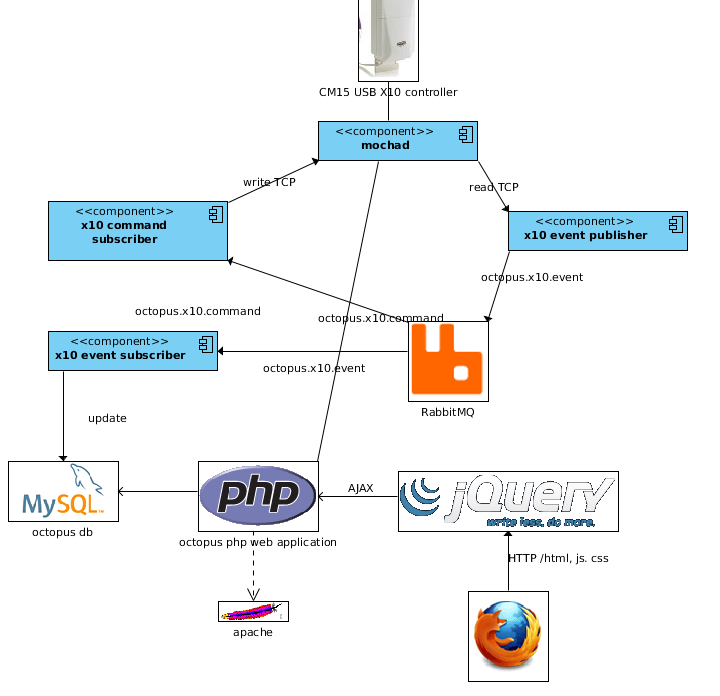 CM15 USB X10 controller
<<component>>
mochad
write TCP
read TCP
<<component>>
x10 command
subscriber
<<component>>
x10 event publisher
octopus.x10.event
octopus.x10.command
octopus.x10.command
<<component>>
x10 event subscriber
octopus.x10.event
RabbitMQ
update
MySQL™
octopus db
php
octopus php web application
AJAX
jQuery
write less. do more.
HTTP /html, js. css
apache